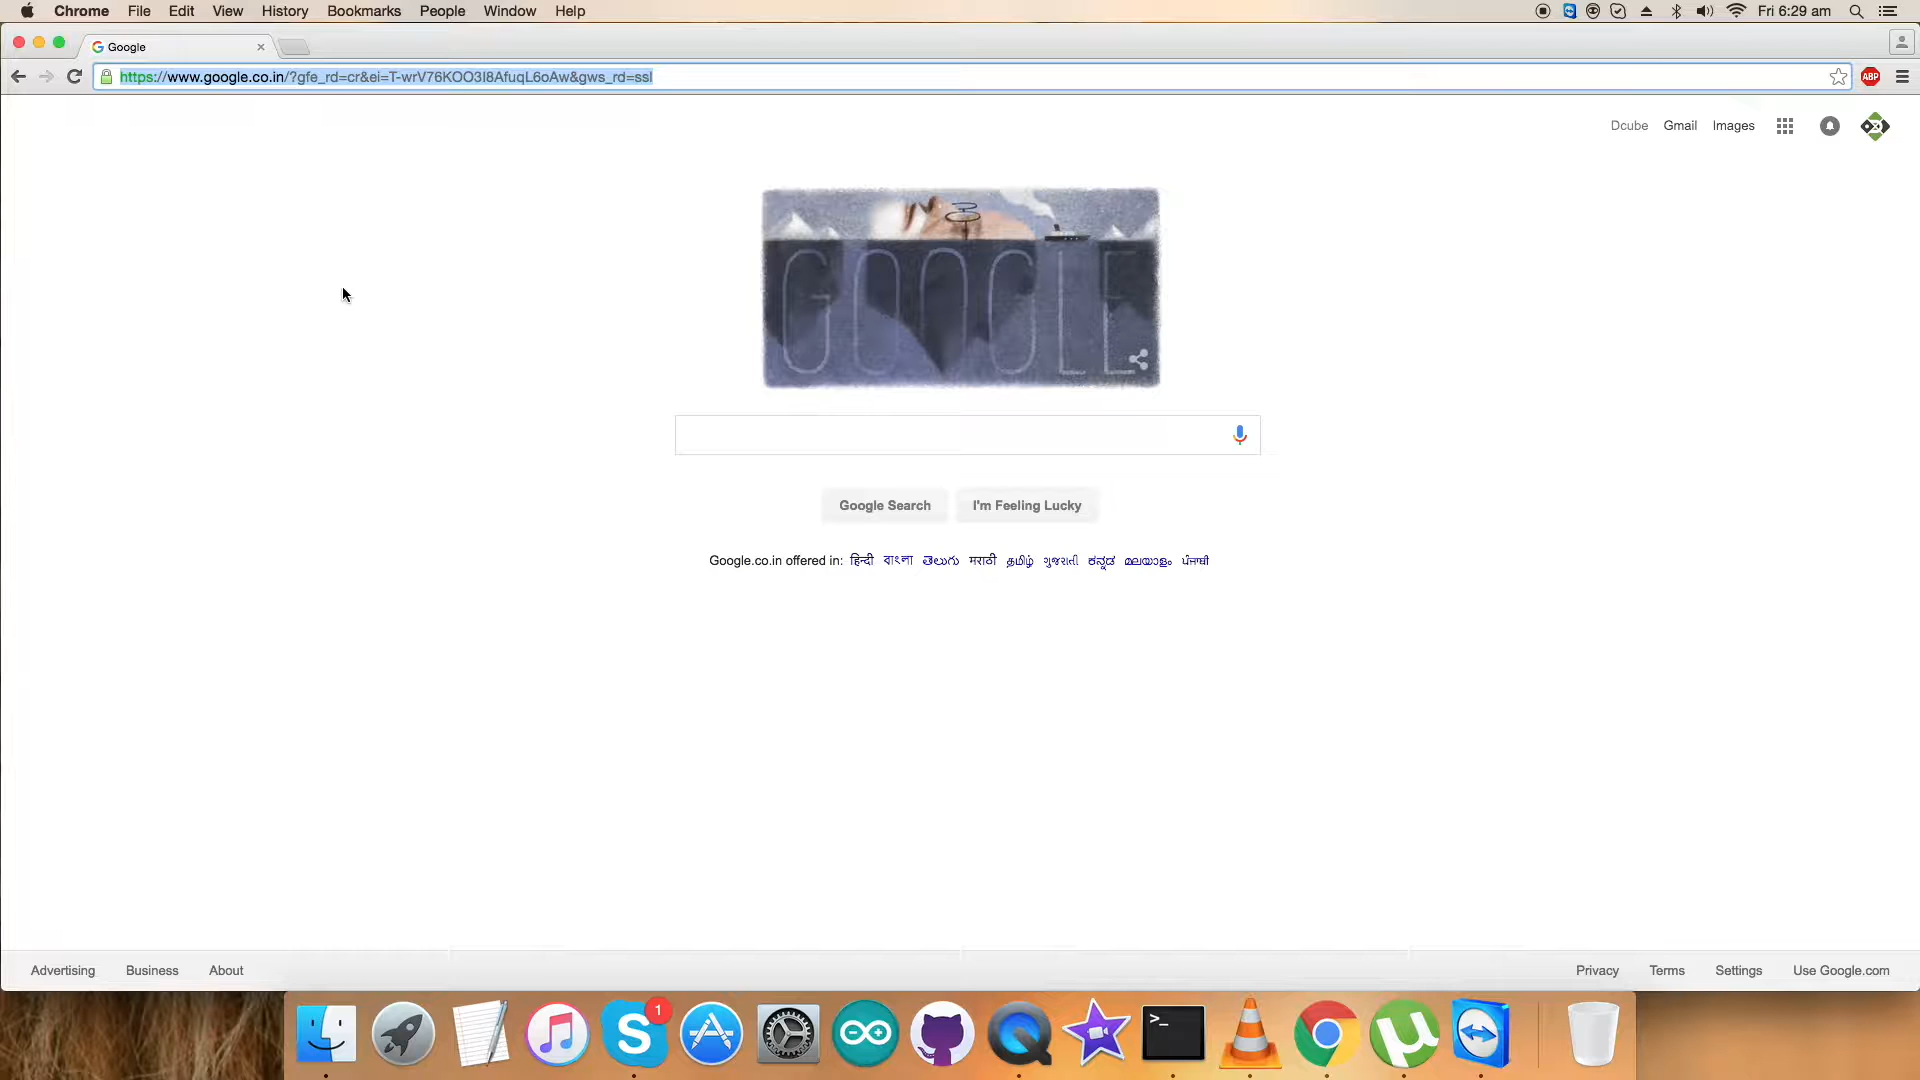 Chrome File Edit View History Bookmarks People Window Help Fri 6:29 am
Google
https://www.google.co.in/?gfe_rd=cr&ei=T-wrV76KOO3I8AfuqL6oAw&gws_rd=ssl ABP
Dcube Gmail Images
GOOGLE
Google Search I'm Feeling Lucky
Google.co.in offered in: हिन्दी বাংলা తెలుగు मराठी தமிழ் ગુજરાતી ಕನ್ನಡ മലയാളം ਪੰਜਾਬੀ
Advertising Business About Privacy Terms Settings Use Google.com
1
S >_ µ